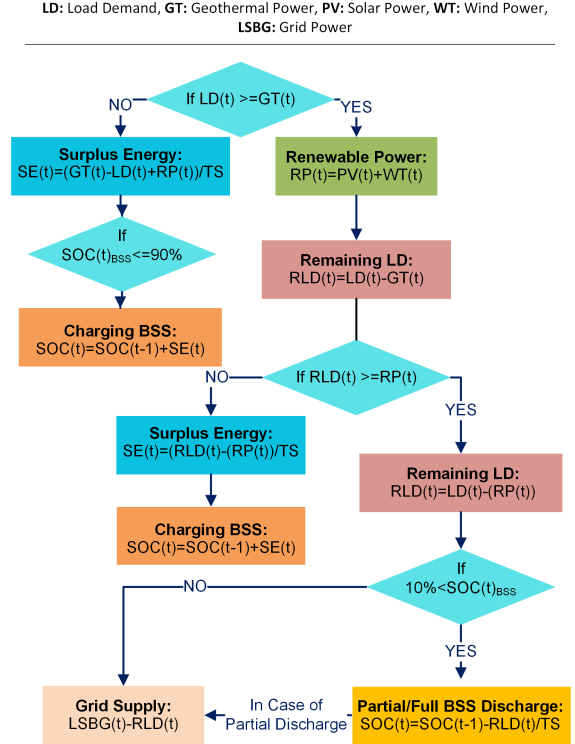 LD: Load Demand, GT: Geothermal Power, PV: Solar Power, WT: Wind Power,
LSBG: Grid Power
If LD(t) >=GT(t)
NO
YES
Surplus Energy:
SE(t)=(GT(t)-LD(t)+RP(t))/TS
Renewable Power:
RP(t)=PV(t)+WT(t)
If
SOC(t)BSS<=90%
Remaining LD:
RLD(t)=LD(t)-GT(t)
Charging BSS:
SOC(t)=SOC(t-1)+SE(t)
If RLD(t) >=RP(t)
NO
YES
Surplus Energy:
SE(t)=(RLD(t)-(RP(t))/TS
Remaining LD:
RLD(t)=LD(t)-(RP(t))
Charging BSS:
SOC(t)=SOC(t-1)+SE(t)
If
10%<SOC(t)BSS
NO
YES
Grid Supply:
LSBG(t)-RLD(t)
In Case of
Partial Discharge
Partial/Full BSS Discharge:
SOC(t)=SOC(t-1)-RLD(t)/TS